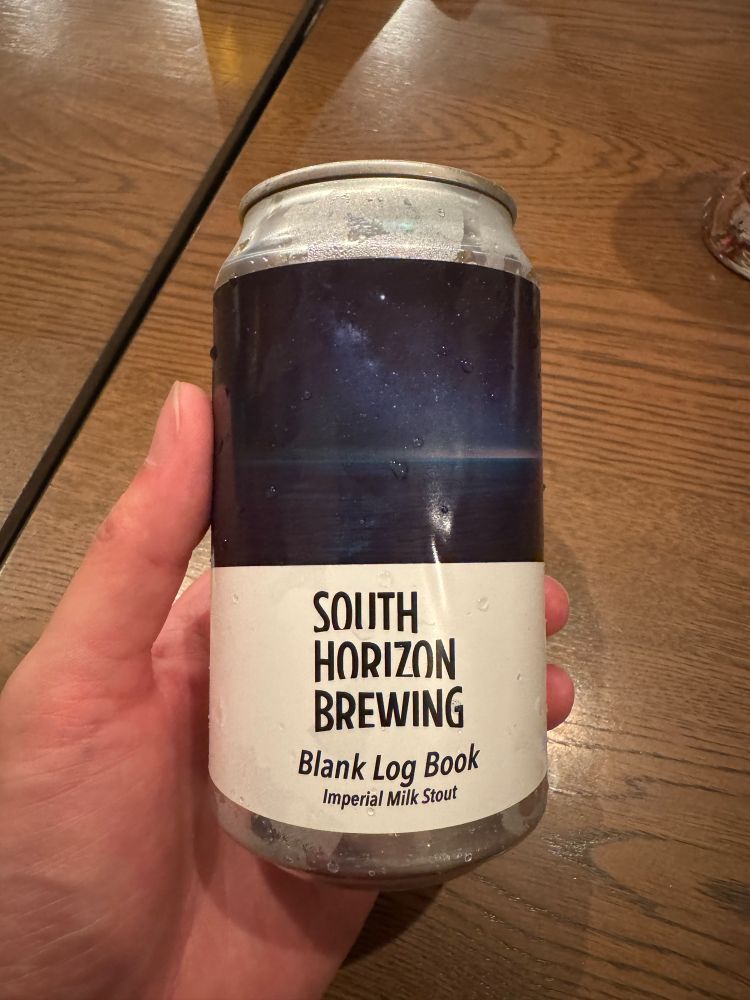 SOUTH
HORIZON
BREWING
Blank Log Book
Imperial Milk Stout